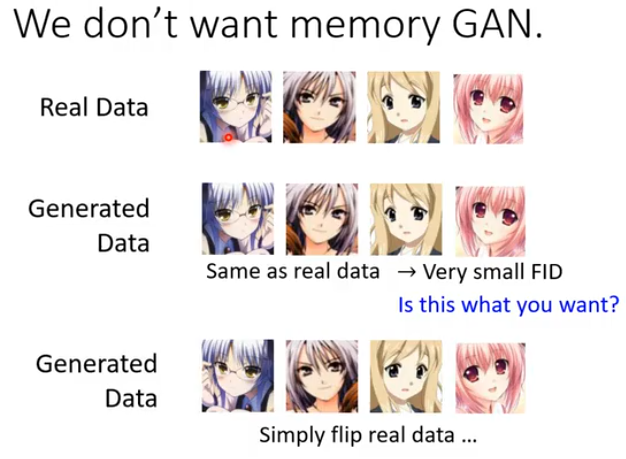 We don't want memory GAN.
Real Data
Generated
Data
Same as real data → Very small FID
Is this what you want?
Generated
Data
Simply flip real data ...